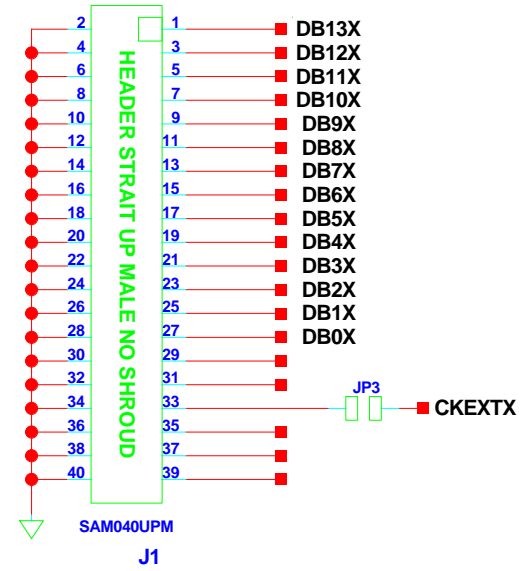 2 1 DB13X
4 3 DB12X
6 5 DB11X
8 7 DB10X
10 9 DB9X
12 11 DB8X
14 13 DB7X
16 15 DB6X
18 17 DB5X
20 19 DB4X
22 21 DB3X
24 23 DB2X
26 25 DB1X
28 27 DB0X
30 29
32 31
34 33 JP3 CKEXTX
36 35
38 37
40 39
HEADER STRAIT UP MALE NO SHROUD
SAM040UPM
J1